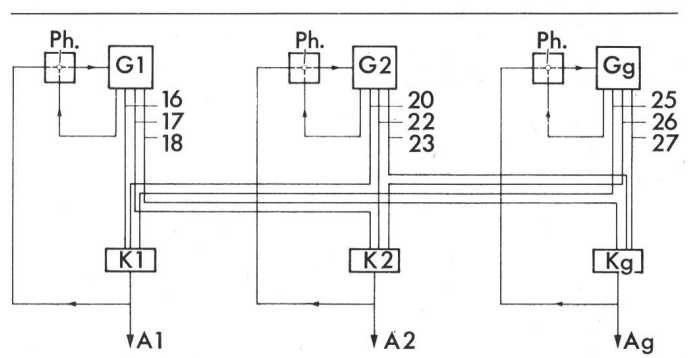 Ph. Ph. Ph.
G1 G2 Gg
16 20 25
17 22 26
18 23 27
K1 K2 Kg
A1 A2 Ag